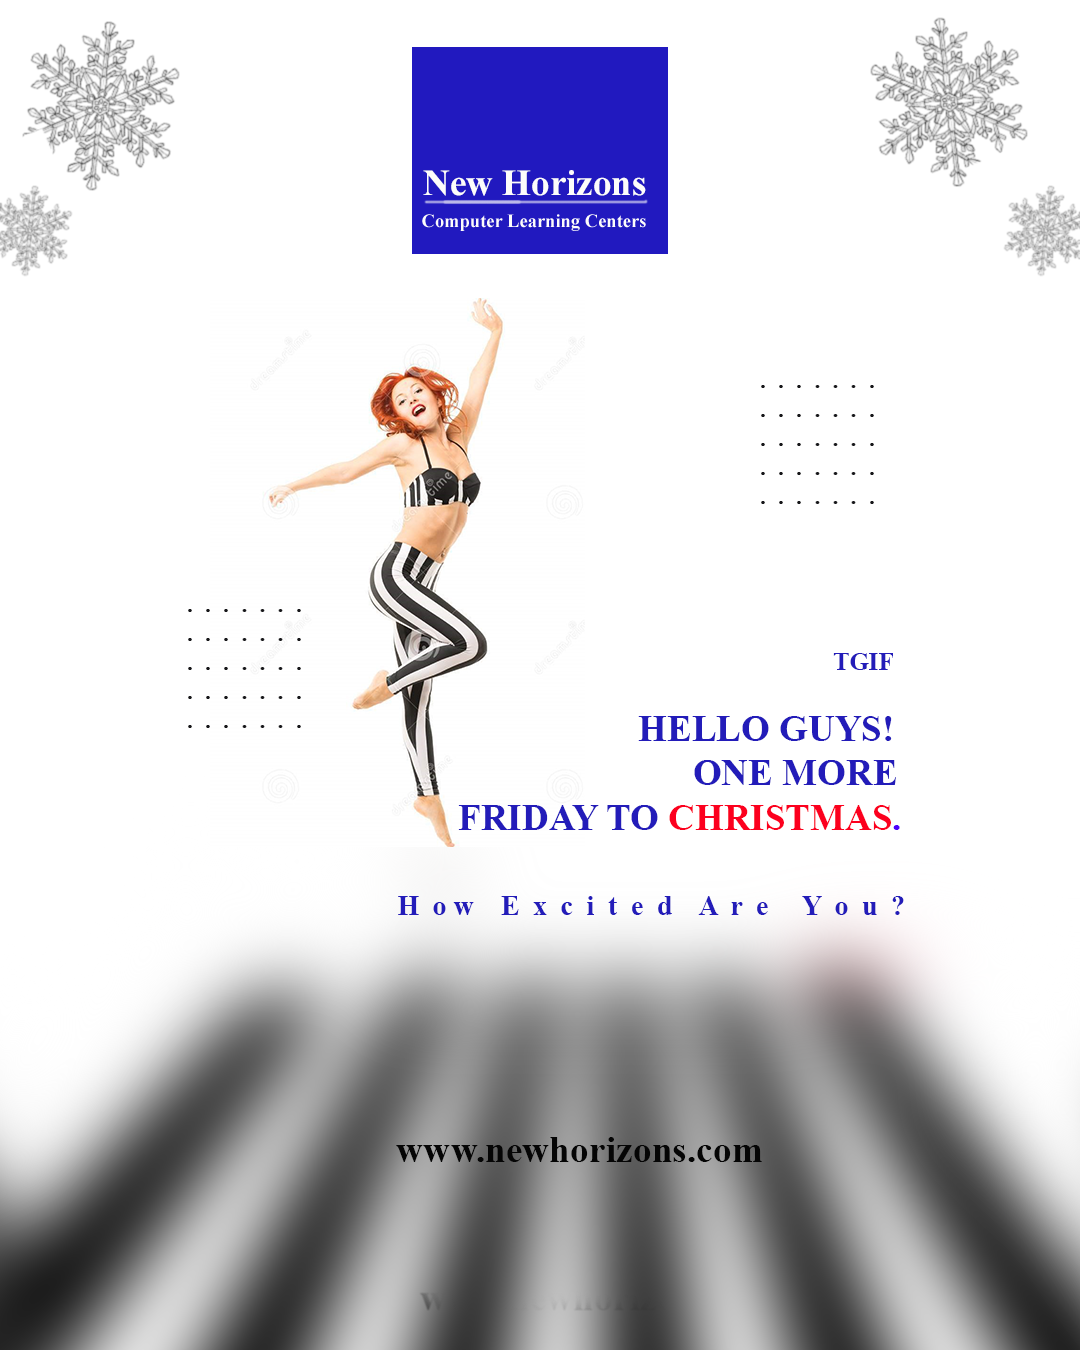 New Horizons
Computer Learning Centers
TGIF
HELLO GUYS!
ONE MORE
FRIDAY TO CHRISTMAS.
How Excited Are You?
www.newhorizons.com